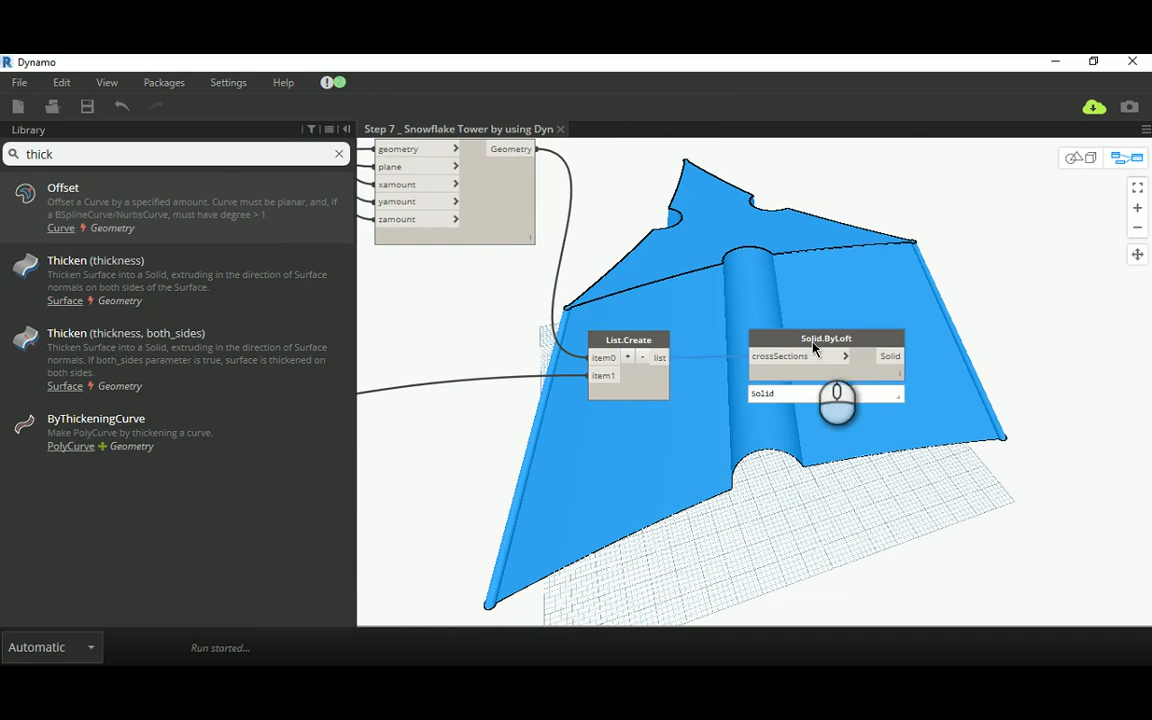 Dynamo
File Edit View Packages Settings Help
Library
Step 7 _ Snowflake Tower by using Dyn
thick
Offset
Offset a Curve by a specified amount. Curve must be planar, and, if
a BSplineCurve/NurbsCurve, must have degree > 1.
Curve Geometry
Thicken (thickness)
Thicken Surface into a Solid, extruding in the direction of Surface
normals on both sides of the Surface.
Surface Geometry
Thicken (thickness, both_sides)
Thicken Surface into a Solid, extruding in the direction of Surface
normals. If both_sides parameter is true, surface is thickened on
both sides.
Surface Geometry
ByThickeningCurve
Make PolyCurve by thickening a curve.
PolyCurve Geometry
geometry > Geometry
plane >
xamount >
yamount >
zamount >
List.Create
item0 + - list
item1
Solid.ByLoft
crossSections > Solid
Solid
Automatic
Run started...